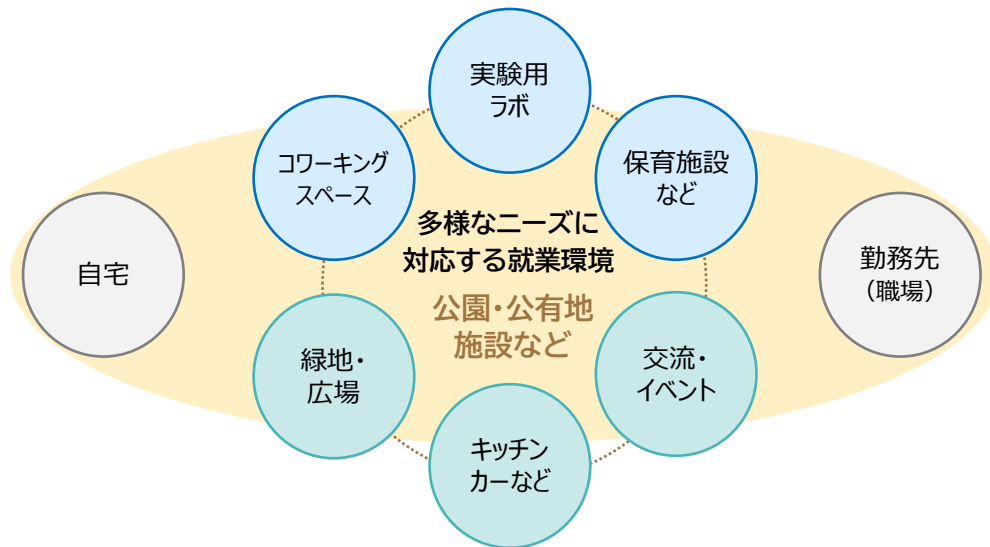 実験用
ラボ
コワーキング
スペース
保育施設
など
多様なニーズに
対応する就業環境
自宅
勤務先
（職場）
公園・公有地
施設など
緑地・
広場
交流・
イベント
キッチン
カーなど